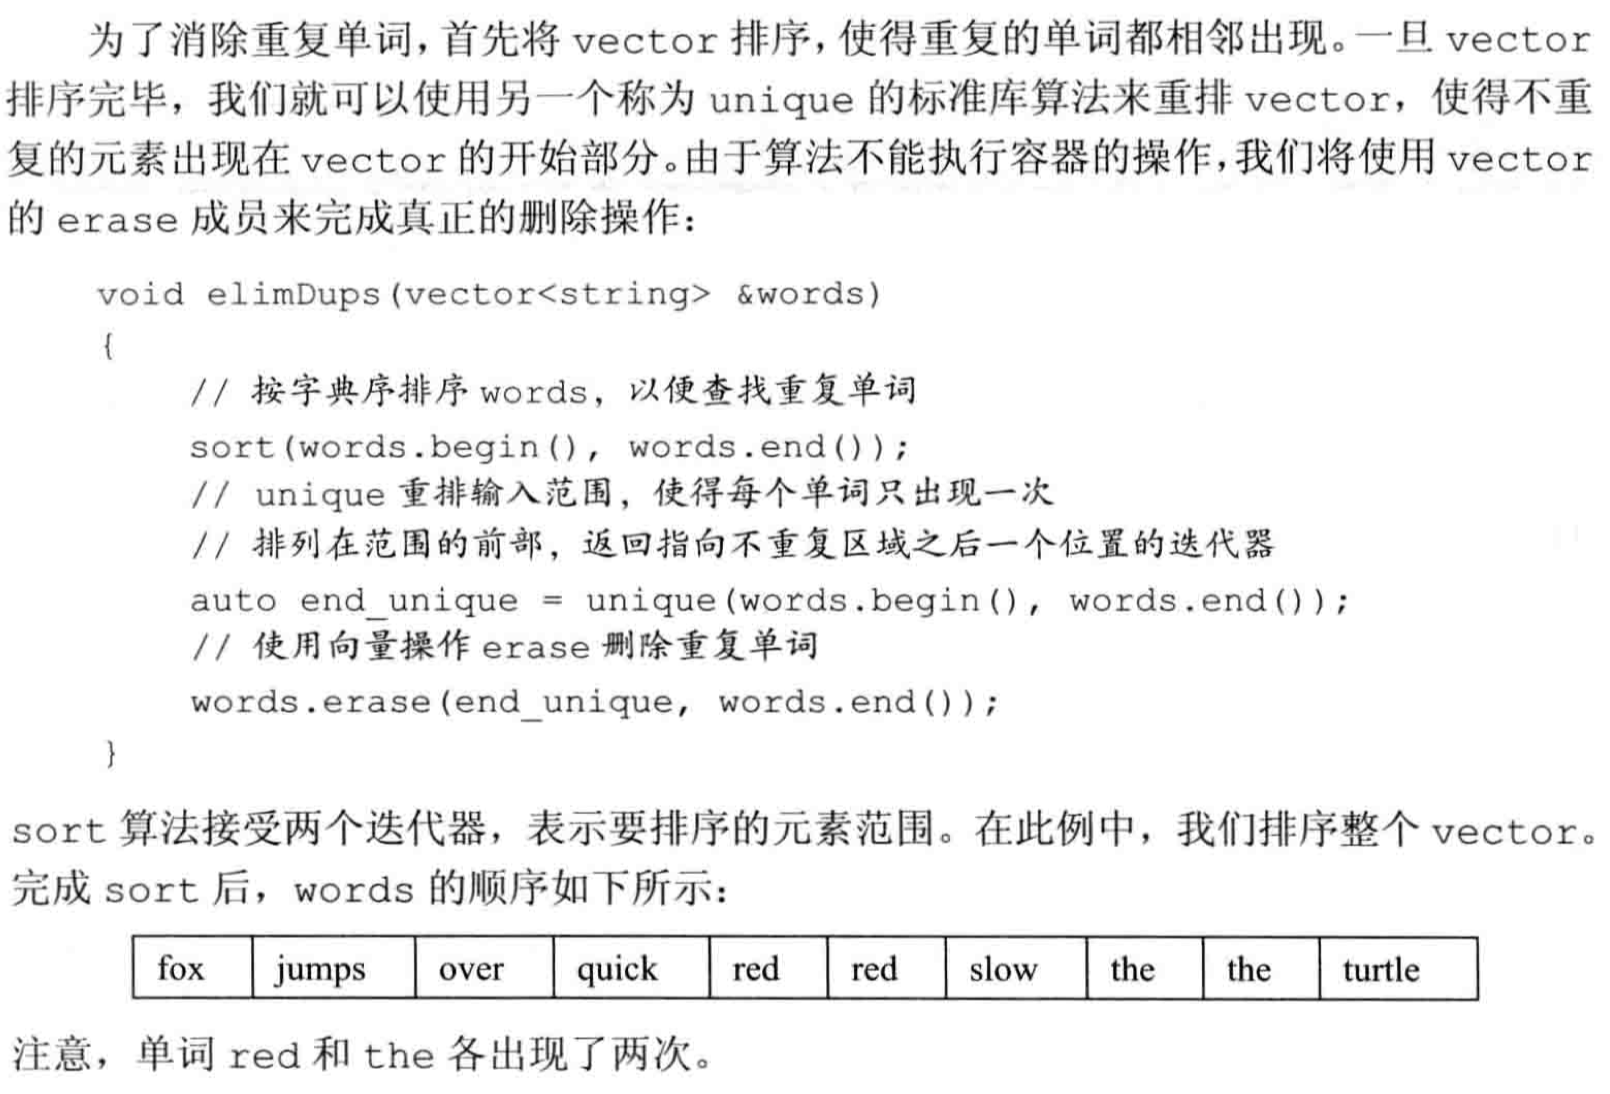 为了消除重复单词，首先将 vector 排序，使得重复的单词都相邻出现。一旦 vector
排序完毕，我们就可以使用另一个称为 unique 的标准库算法来重排 vector，使得不重
复的元素出现在 vector 的开始部分。由于算法不能执行容器的操作，我们将使用 vector
的 erase 成员来完成真正的删除操作：
void elimDups(vector<string> &words)
{
// 按字典序排序 words，以便查找重复单词
sort(words.begin(), words.end());
// unique 重排输入范围，使得每个单词只出现一次
// 排列在范围的前部，返回指向不重复区域之后一个位置的迭代器
auto end_unique = unique(words.begin(), words.end());
// 使用向量操作 erase 删除重复单词
words.erase(end_unique, words.end());
}
sort 算法接受两个迭代器，表示要排序的元素范围。在此例中，我们排序整个 vector。
完成 sort 后，words 的顺序如下所示：
fox jumps over quick red red slow the the turtle
注意，单词 red 和 the 各出现了两次。